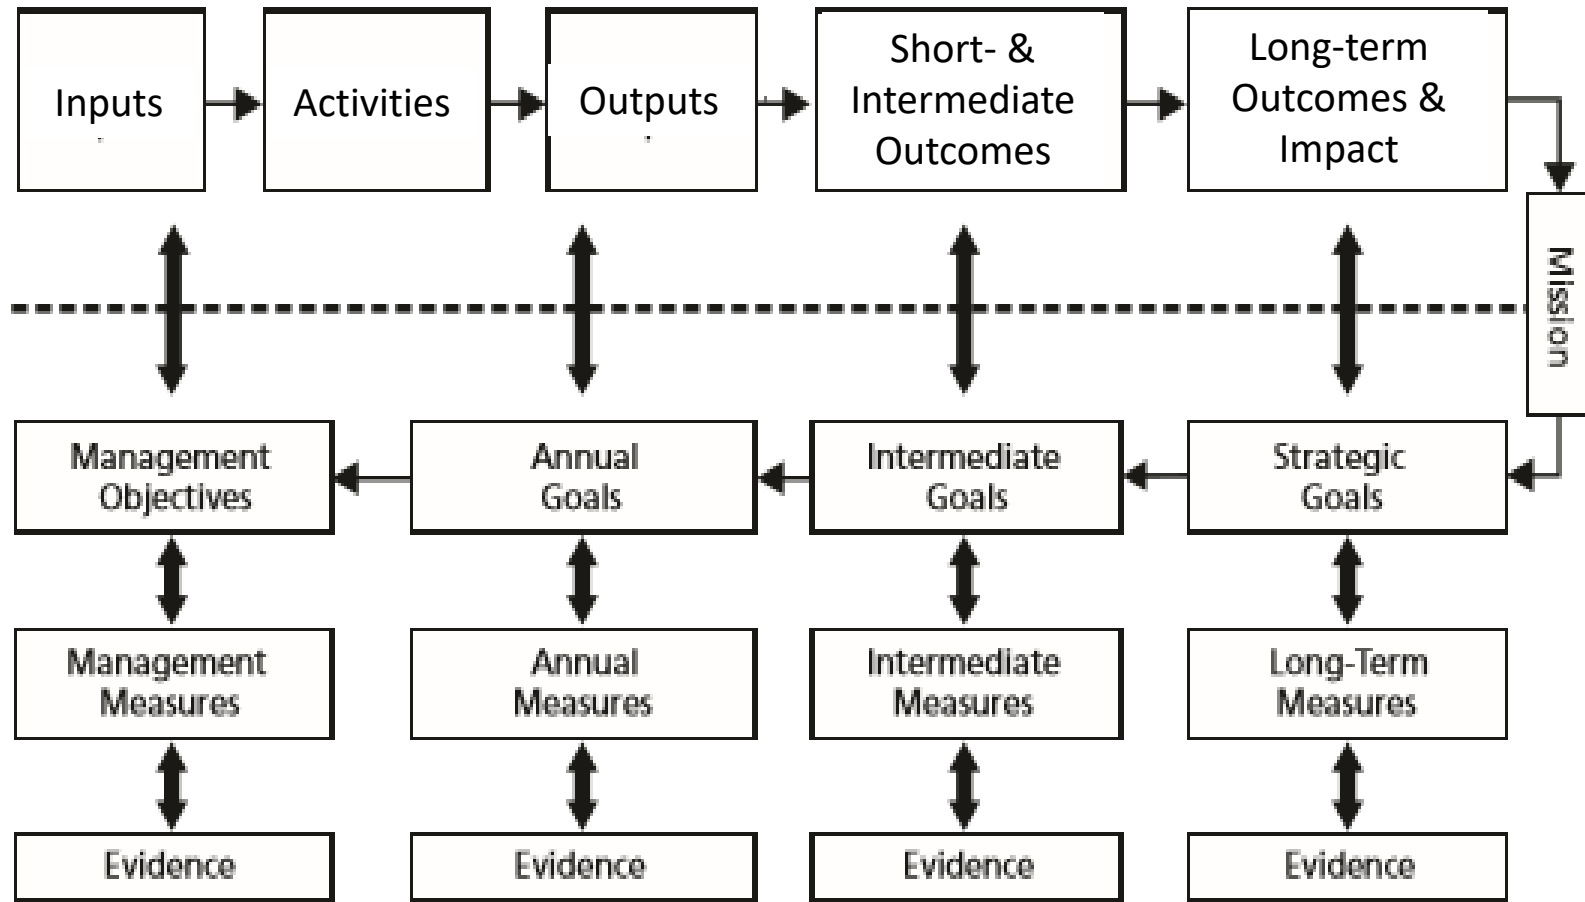 Inputs
Activities
Outputs
Short- &
Intermediate
Outcomes
Long-term
Outcomes &
Impact
Mission
Management
Objectives
Annual
Goals
Intermediate
Goals
Strategic
Goals
Management
Measures
Annual
Measures
Intermediate
Measures
Long-Term
Measures
Evidence
Evidence
Evidence
Evidence